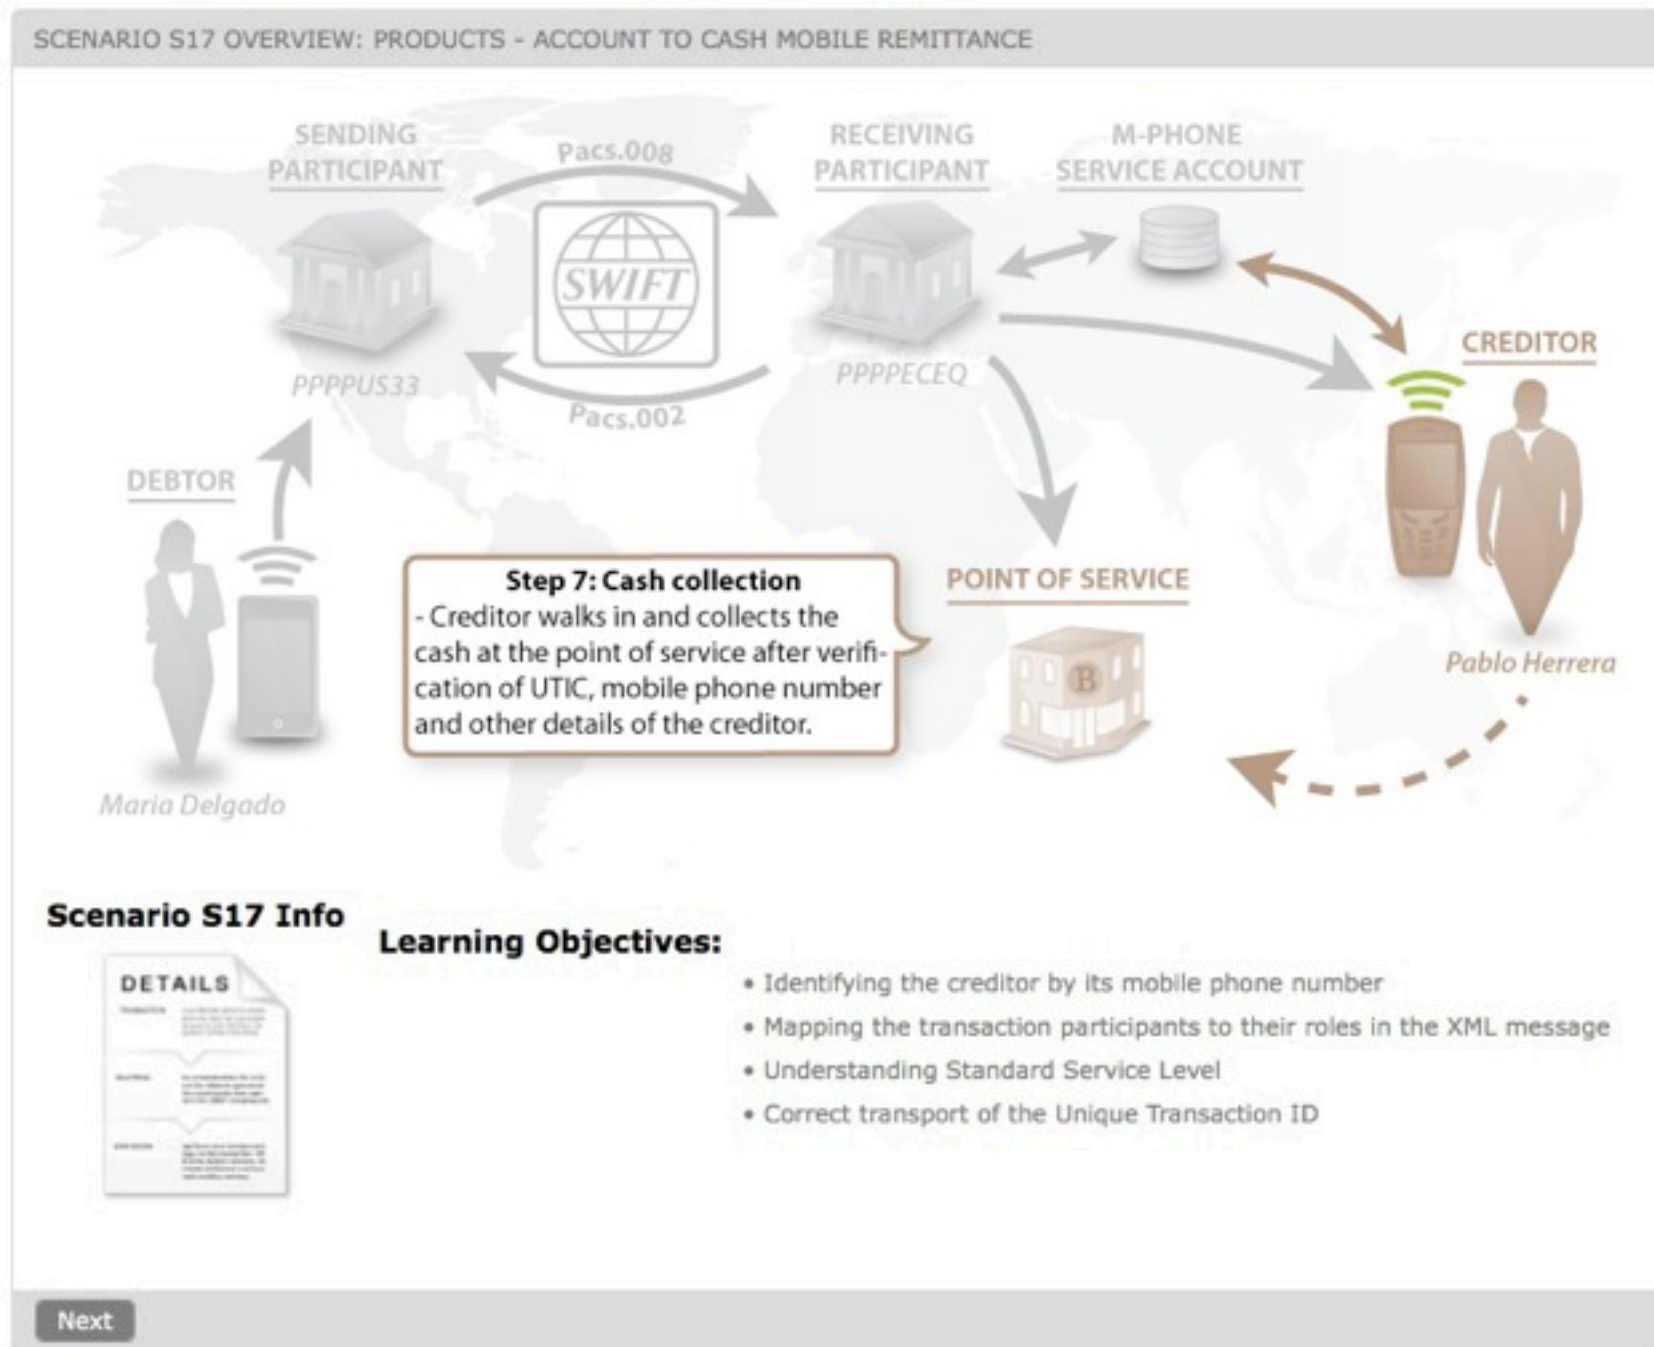 SCENARIO S17 OVERVIEW: PRODUCTS - ACCOUNT TO CASH MOBILE REMITTANCE
SENDING
PARTICIPANT
Pacs.008
RECEIVING
PARTICIPANT
M-PHONE
SERVICE ACCOUNT
SWIFT
PPPPUS33
PPPPECEQ
Pacs.002
CREDITOR
DEBTOR
Step 7: Cash collection
- Creditor walks in and collects the
cash at the point of service after verifi-
cation of UTIC, mobile phone number
and other details of the creditor.
POINT OF SERVICE
B
Pablo Herrera
Maria Delgado
Scenario S17 Info
Learning Objectives:
DETAILS
• Identifying the creditor by its mobile phone number
• Mapping the transaction participants to their roles in the XML message
• Understanding Standard Service Level
• Correct transport of the Unique Transaction ID
Next